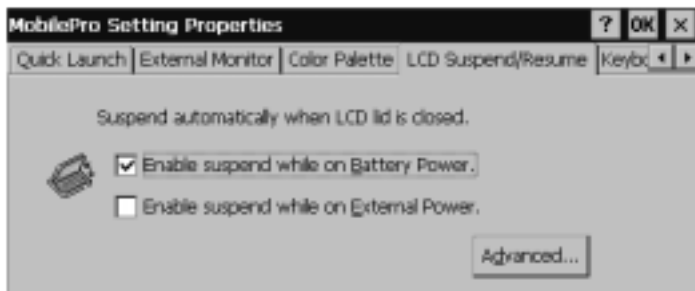 MobilePro Setting Properties ? OK ×
Quick Launch External Monitor Color Palette LCD Suspend/Resume Keybo
Suspend automatically when LCD lid is closed.
Enable suspend while on Battery Power.
Enable suspend while on External Power.
Advanced...